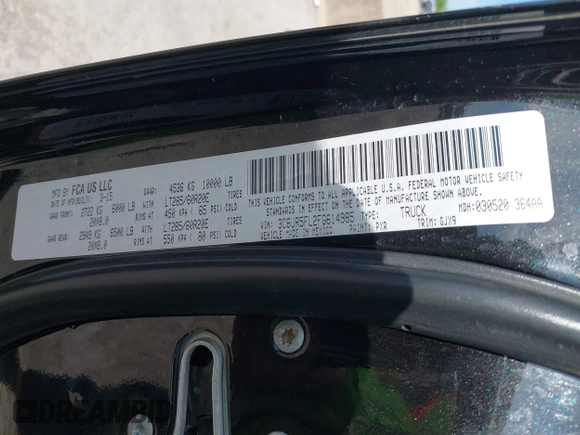 MFD BY FCA US LLC
DATE OF MFR 3-15 GVWR: 4536 KG 10000 LB
GAWR FRONT 2722 KG 6000 LB WITH LT285/60R20E TIRES
20X8.0 RIMS AT 450 KPA ( 65 PSI) COLD
GAWR REAR 2949 KG 6500 LB WITH LT285/60R20E TIRES
20X8.0 RIMS AT 550 KPA ( 80 PSI) COLD
THIS VEHICLE CONFORMS TO ALL APPLICABLE U.S.A. FEDERAL MOTOR VEHICLE SAFETY
STANDARDS IN EFFECT ON THE DATE OF MANUFACTURE SHOWN ABOVE.
VIN: 3C6UR5FL2FG614985 TRUCK MDH: 030520 364AA
VEHICLE MADE IN MEXICO PAINT: PXR TRIM: GJX9
DREAMBID